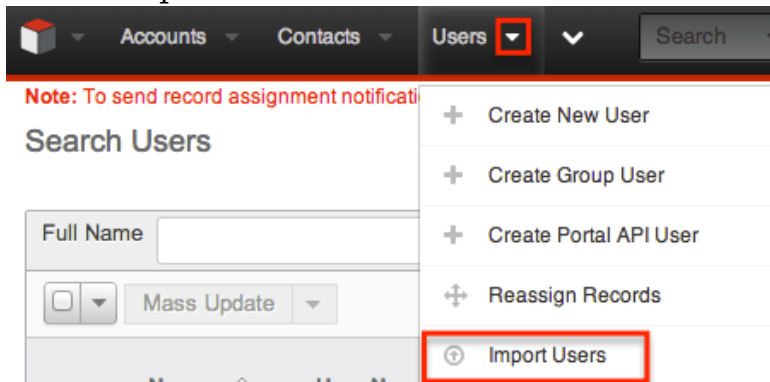 Accounts Contacts Users Search
Note: To send record assignment notificati
Search Users
Create New User
Create Group User
Full Name
Create Portal API User
Mass Update
Reassign Records
Import Users